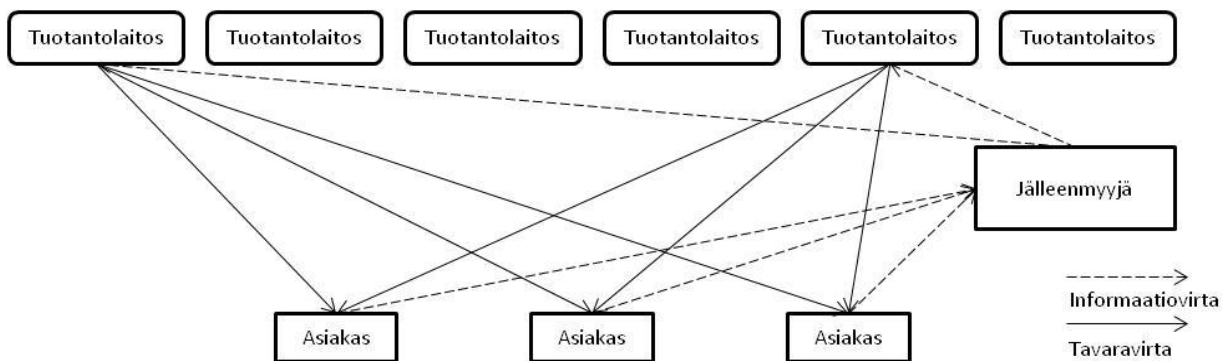 Tuotantolaitos
Tuotantolaitos
Tuotantolaitos
Tuotantolaitos
Tuotantolaitos
Tuotantolaitos
Jälleenmyyjä
Asiakas
Asiakas
Asiakas
Informaatiovirta
Tavaravirta